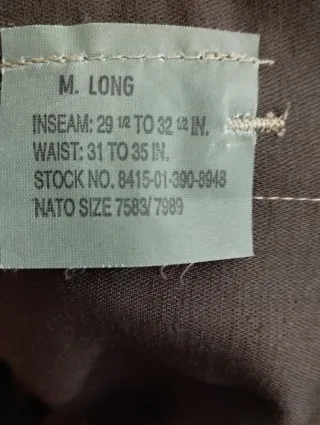 M. LONG
INSEAM: 29 1/2 TO 32 1/2 IN.
WAIST: 31 TO 35 IN.
STOCK NO. 8415-01-390-8948
NATO SIZE 7583/7989